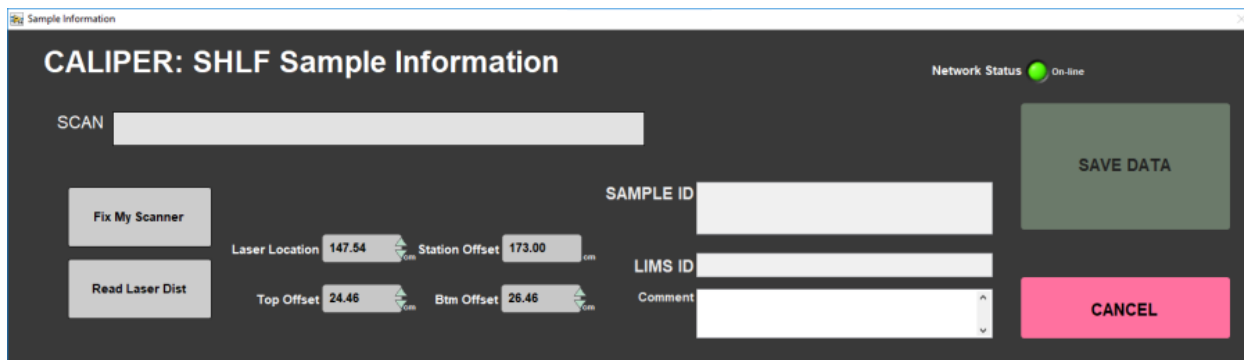 Sample Information
CALIPER: SHLF Sample Information
Network Status On-line
SCAN
SAVE DATA
Fix My Scanner
SAMPLE ID
Laser Location 147.54 cm Station Offset 173.00 cm
LIMS ID
Read Laser Dist
Top Offset 24.46 cm Btm Offset 26.46 cm
Comment
CANCEL